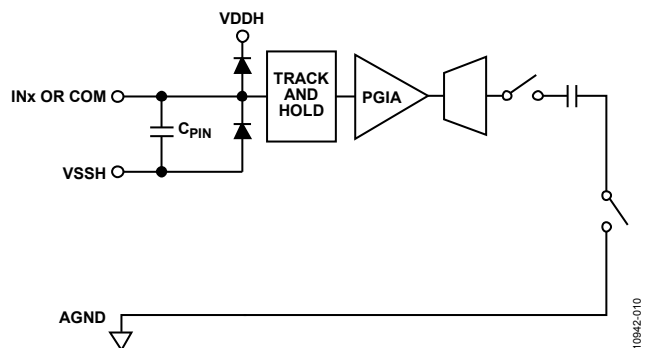 VDDH
INx OR COM
TRACK
AND
HOLD
PGIA
CPIN
VSSH
AGND
10942-010